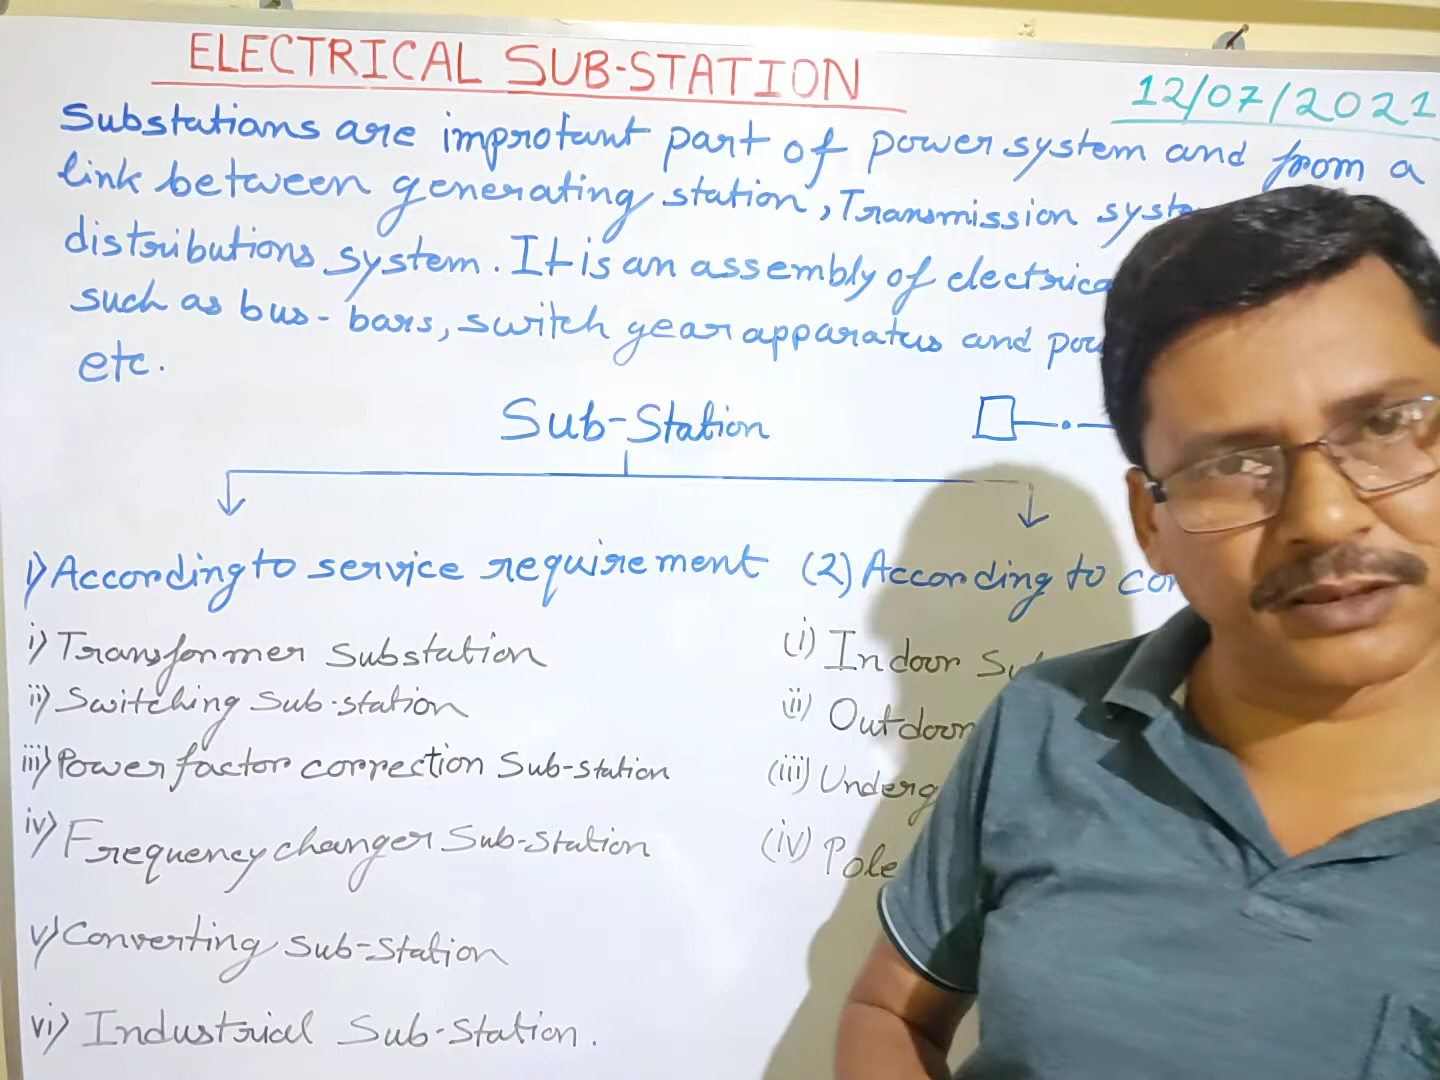 ELECTRICAL SUB-STATION
12/07/2021
Substations are improtant part of power system and from a
link between generating station, Transmission
distributions system. It is an assembly of
such as bus-bars, switch gear apparatus and
etc.
Sub-Station
1) According to service requirement
(2) According to
i) Transformer Substation
ii) Switching Sub-station
iii) Power factor correction Sub-station
iv) Frequency changer Sub-Station
v) Converting Sub-Station
vi) Industrial Sub-Station.
(i) Indoor
(ii) Outdoor
(iii)
(iv) Pole